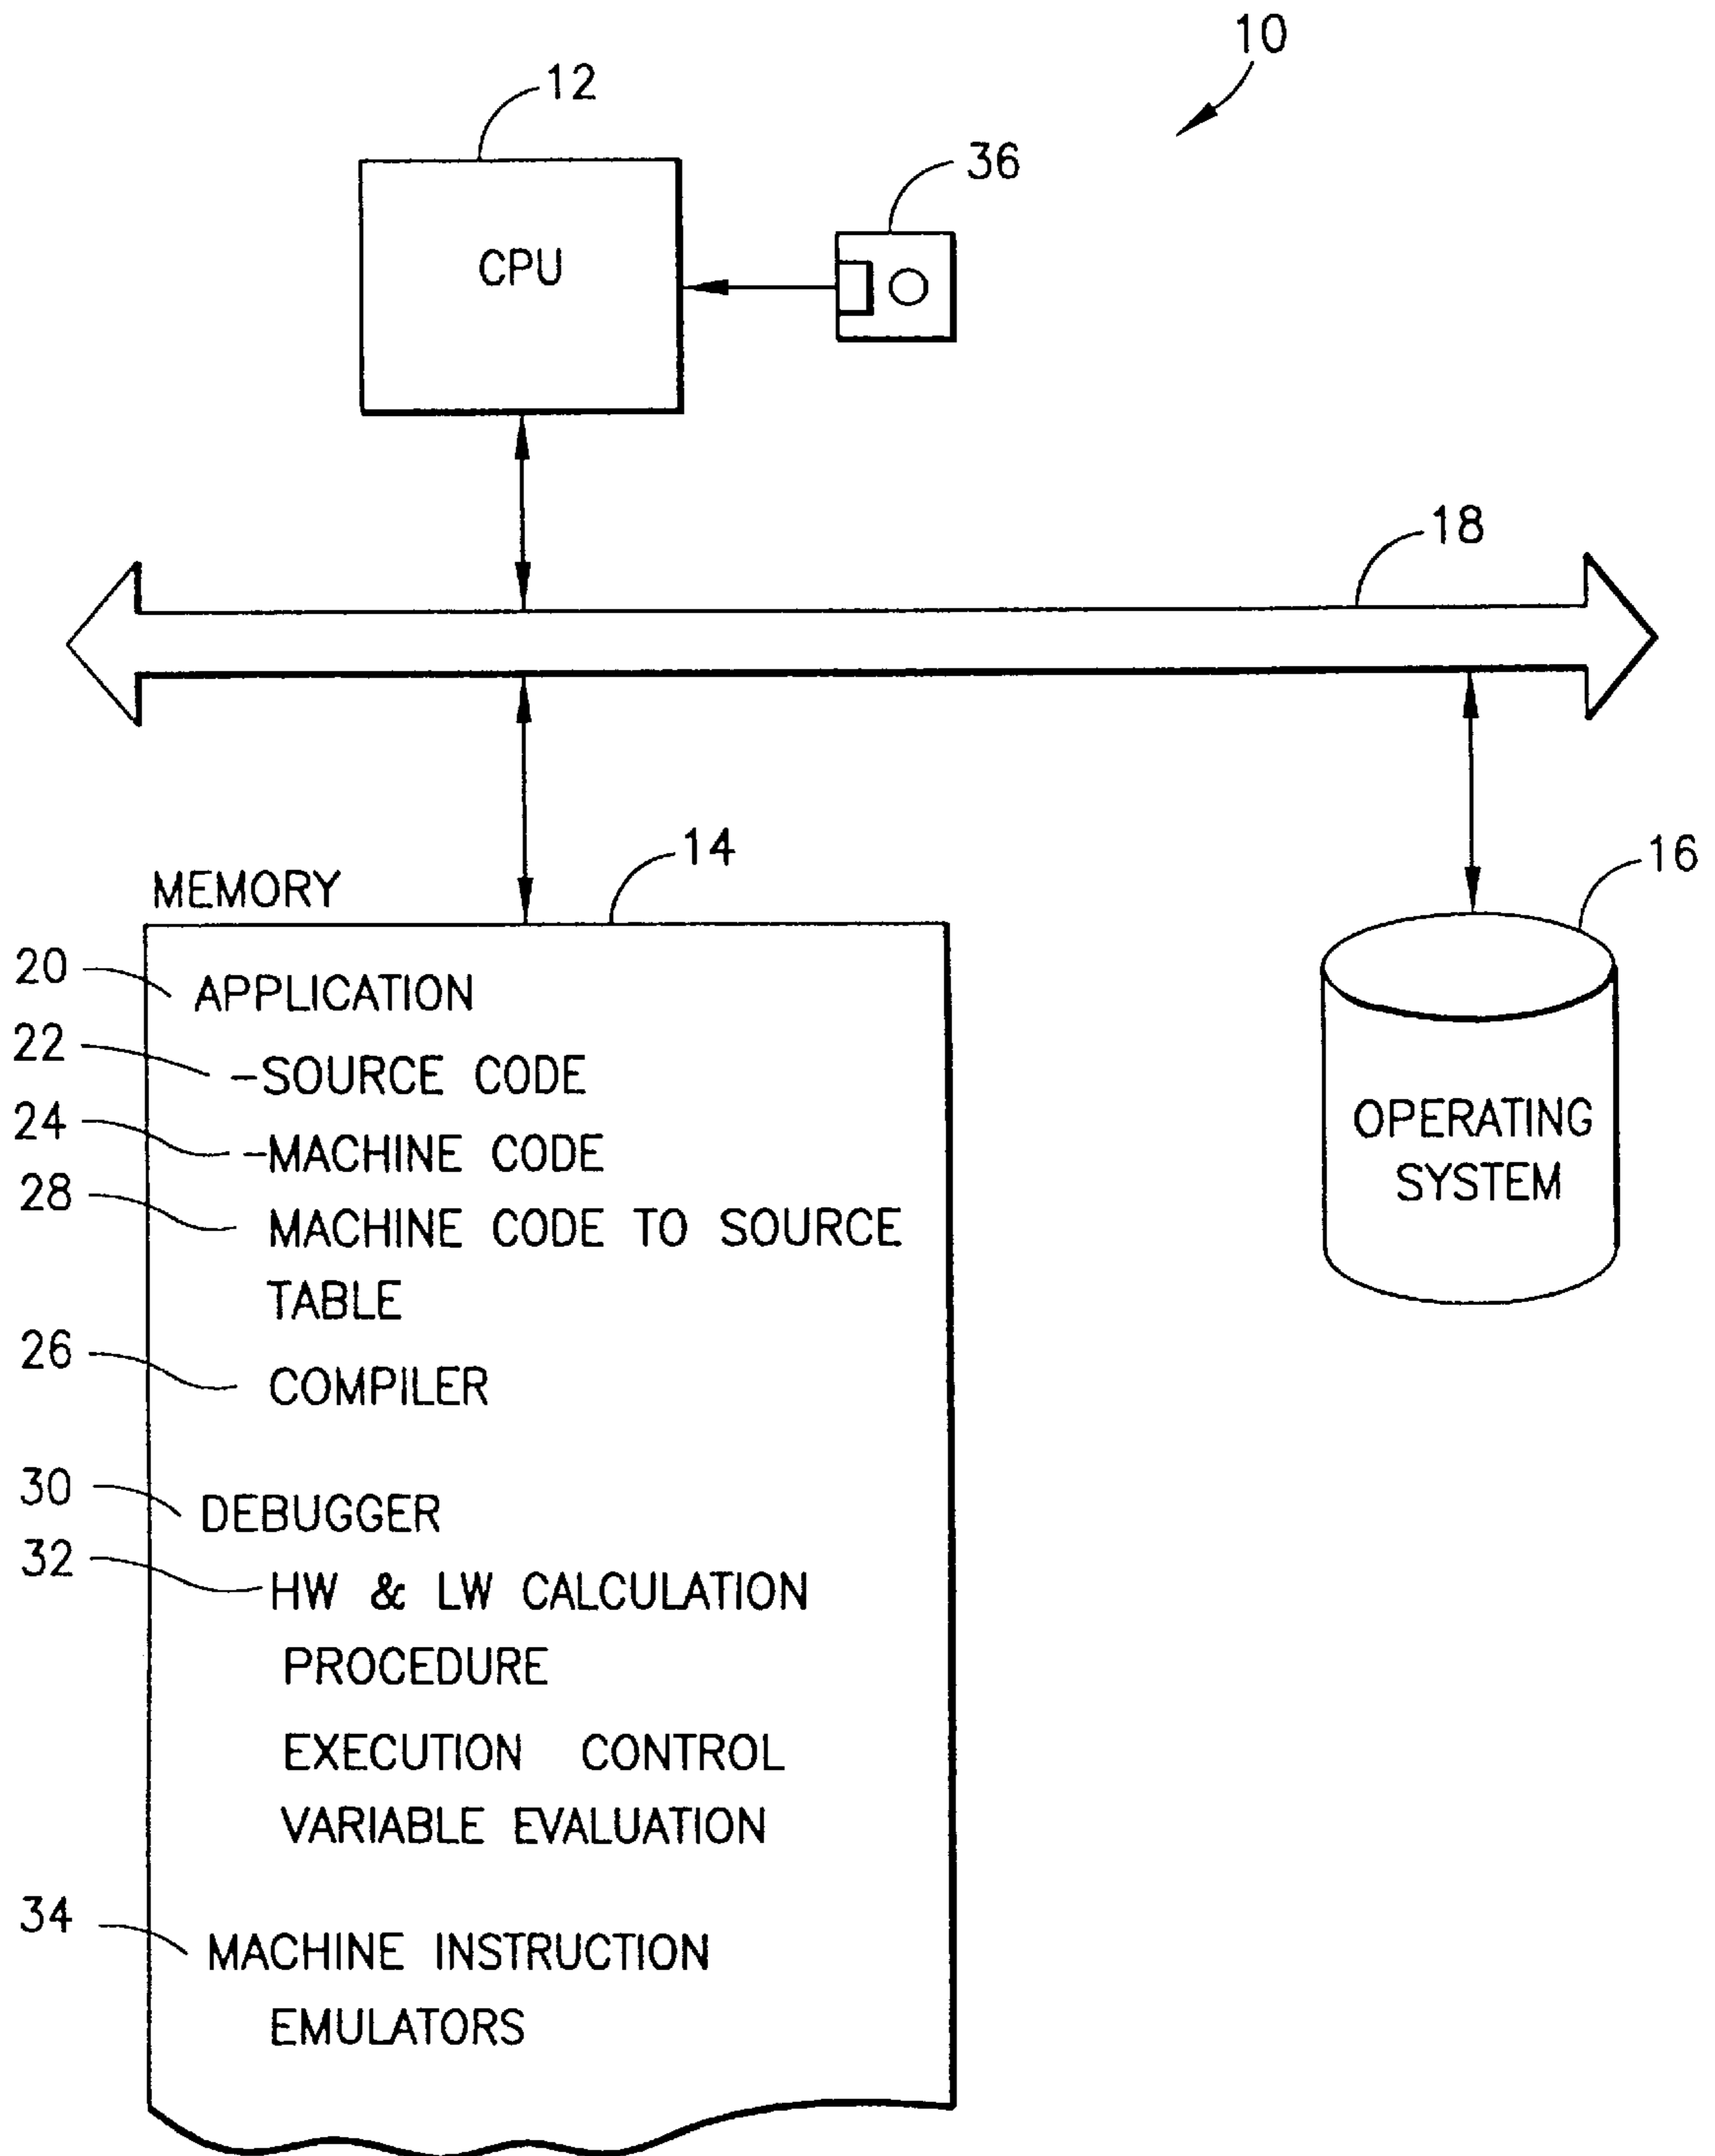 10
12
36
CPU
18
14
MEMORY
16
20
APPLICATION
22
-SOURCE CODE
24
-MACHINE CODE
28
MACHINE CODE TO SOURCE
TABLE
26
COMPILER
OPERATING
SYSTEM
30
DEBUGGER
32
HW & LW CALCULATION
PROCEDURE
EXECUTION CONTROL
VARIABLE EVALUATION
34
MACHINE INSTRUCTION
EMULATORS